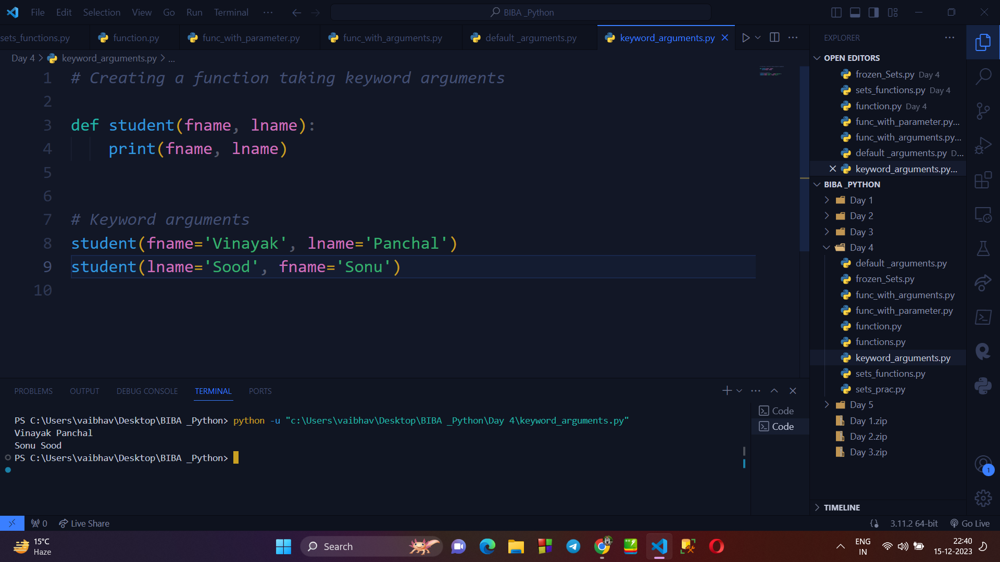 File Edit Selection View Go Run Terminal ··· BIBA _Python
sets_functions.py function.py func_with_parameter.py func_with_arguments.py default _arguments.py keyword_arguments.py
Day 4 > keyword_arguments.py > ...
1 # Creating a function taking keyword arguments
2
3 def student(fname, lname):
4 print(fname, lname)
5
6
7 # Keyword arguments
8 student(fname='Vinayak', lname='Panchal')
9 student(lname='Sood', fname='Sonu')
10
PROBLEMS OUTPUT DEBUG CONSOLE TERMINAL PORTS
PS C:\Users\vaibhav\Desktop\BIBA _Python> python -u "c:\Users\vaibhav\Desktop\BIBA _Python\Day 4\keyword_arguments.py"
Vinayak Panchal
Sonu Sood
PS C:\Users\vaibhav\Desktop\BIBA _Python>
Code
Code
EXPLORER
OPEN EDITORS
frozen_Sets.py Day 4
sets_functions.py Day 4
function.py Day 4
func_with_parameter.py...
func_with_arguments.py...
default _arguments.py D...
keyword_arguments.py...
BIBA _PYTHON
Day 1
Day 2
Day 3
Day 4
default _arguments.py
frozen_Sets.py
func_with_arguments.py
func_with_parameter.py
function.py
functions.py
keyword_arguments.py
sets_functions.py
sets_prac.py
Day 5
Day 1.zip
Day 2.zip
Day 3.zip
TIMELINE
1
0 Live Share 3.11.2 64-bit Go Live
15°C
Haze
Search
ENG
IN
22:40
15-12-2023